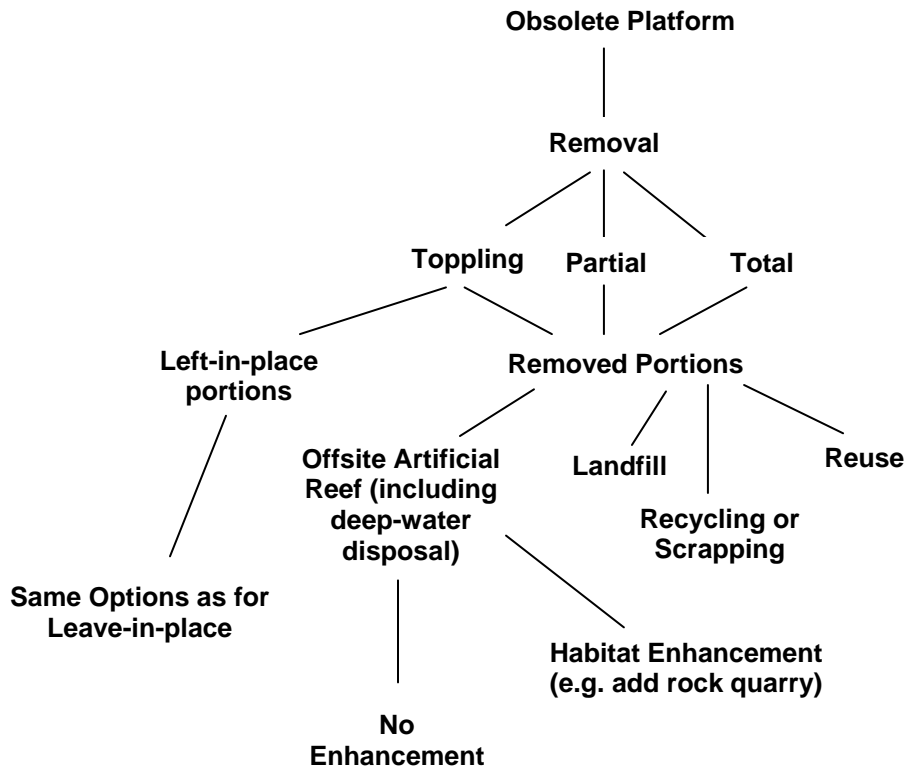 Obsolete Platform
Removal
Toppling
Partial
Total
Left-in-place
portions
Removed Portions
Offsite Artificial
Reef (including
deep-water
disposal)
Landfill
Recycling or
Scrapping
Reuse
Same Options as for
Leave-in-place
Habitat Enhancement
(e.g. add rock quarry)
No
Enhancement